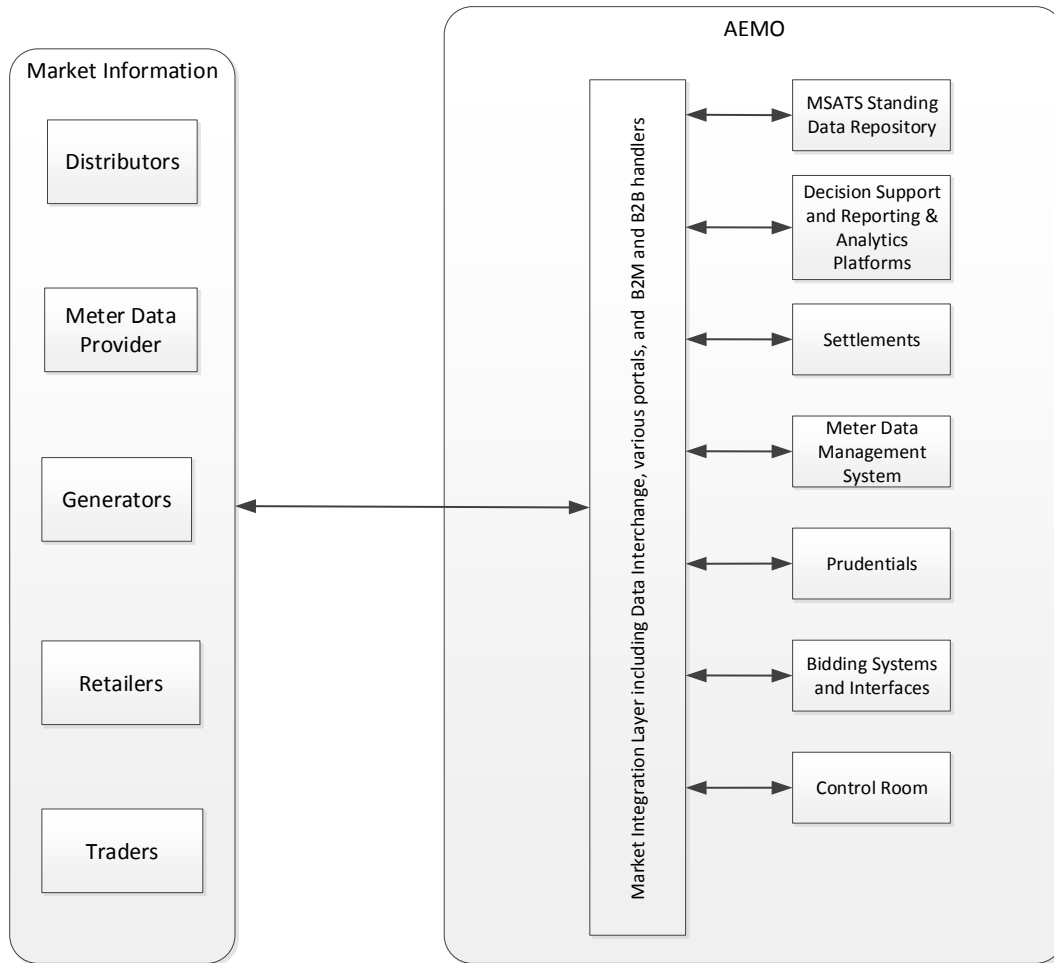 Market Information
Distributors
Meter Data
Provider
Generators
Retailers
Traders
AEMO
Market Integration Layer including Data Interchange, various portals, and B2M and B2B handlers
MSATS Standing
Data Repository
Decision Support
and Reporting &
Analytics
Platforms
Settlements
Meter Data
Management
System
Prudentials
Bidding Systems
and Interfaces
Control Room